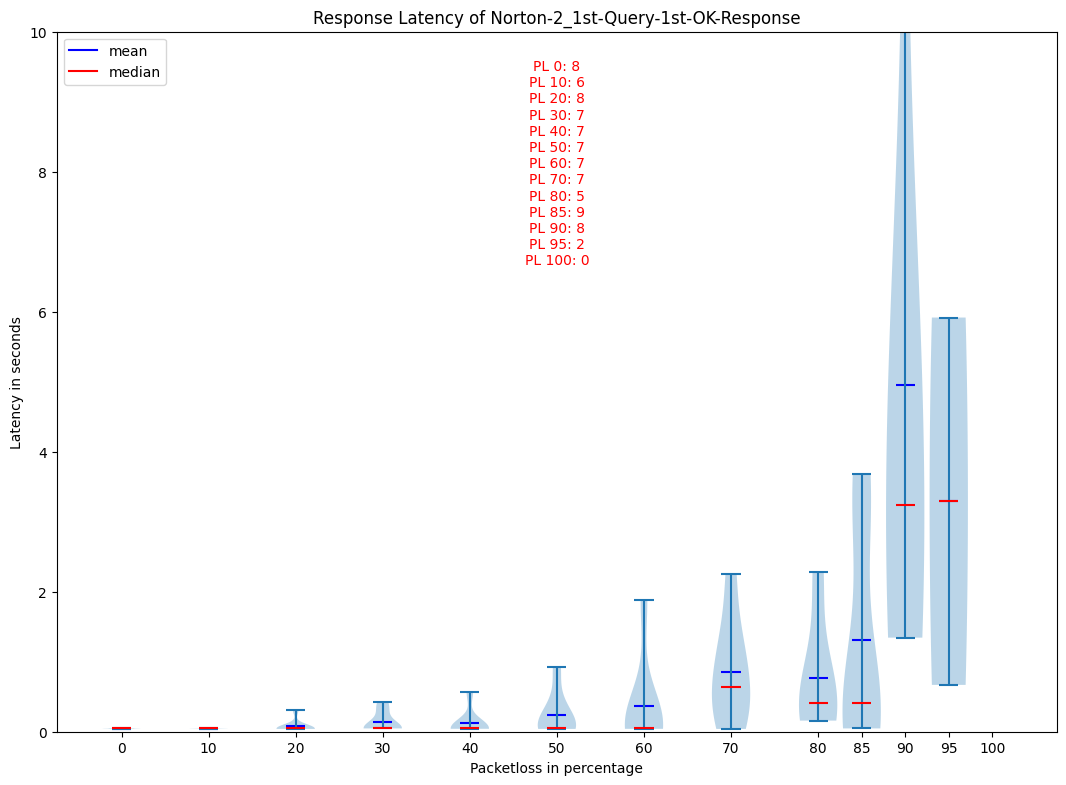 Response Latency of Norton-2_1st-Query-1st-OK-Response
mean
median
PL 0: 8
PL 10: 6
PL 20: 8
PL 30: 7
PL 40: 7
PL 50: 7
PL 60: 7
PL 70: 7
PL 80: 5
PL 85: 9
PL 90: 8
PL 95: 2
PL 100: 0
10
8
6
4
2
0
Latency in seconds
0 10 20 30 40 50 60 70 80 85 90 95 100
Packetloss in percentage